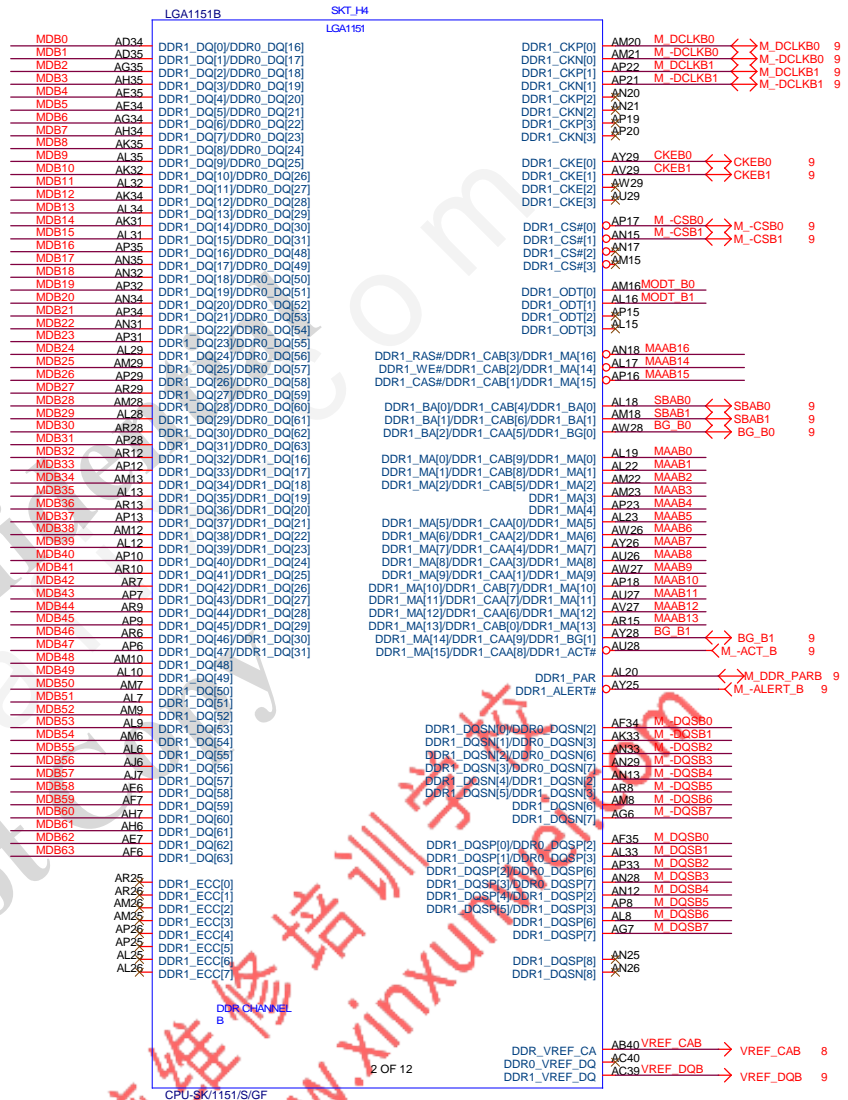 LGA1151B
SKT_H4
LGA1151
MDB0 AD34 DDR1_DQ[0]/DDR0_DQ[16]
MDB1 AD35 DDR1_DQ[1]/DDR0_DQ[17]
MDB2 AG35 DDR1_DQ[2]/DDR0_DQ[18]
MDB3 AH35 DDR1_DQ[3]/DDR0_DQ[19]
MDB4 AE35 DDR1_DQ[4]/DDR0_DQ[20]
MDB5 AE34 DDR1_DQ[5]/DDR0_DQ[21]
MDB6 AG34 DDR1_DQ[6]/DDR0_DQ[22]
MDB7 AH34 DDR1_DQ[7]/DDR0_DQ[23]
MDB8 AK35 DDR1_DQ[8]/DDR0_DQ[24]
MDB9 AL35 DDR1_DQ[9]/DDR0_DQ[25]
MDB10 AK32 DDR1_DQ[10]/DDR0_DQ[26]
MDB11 AL32 DDR1_DQ[11]/DDR0_DQ[27]
MDB12 AK34 DDR1_DQ[12]/DDR0_DQ[28]
MDB13 AL34 DDR1_DQ[13]/DDR0_DQ[29]
MDB14 AK31 DDR1_DQ[14]/DDR0_DQ[30]
MDB15 AL31 DDR1_DQ[15]/DDR0_DQ[31]
MDB16 AP35 DDR1_DQ[16]/DDR0_DQ[48]
MDB17 AN35 DDR1_DQ[17]/DDR0_DQ[49]
MDB18 AN32 DDR1_DQ[18]/DDR0_DQ[50]
MDB19 AP32 DDR1_DQ[19]/DDR0_DQ[51]
MDB20 AN34 DDR1_DQ[20]/DDR0_DQ[52]
MDB21 AP34 DDR1_DQ[21]/DDR0_DQ[53]
MDB22 AN31 DDR1_DQ[22]/DDR0_DQ[54]
MDB23 AP31 DDR1_DQ[23]/DDR0_DQ[55]
MDB24 AL29 DDR1_DQ[24]/DDR0_DQ[56]
MDB25 AM29 DDR1_DQ[25]/DDR0_DQ[57]
MDB26 AP29 DDR1_DQ[26]/DDR0_DQ[58]
MDB27 AR29 DDR1_DQ[27]/DDR0_DQ[59]
MDB28 AM28 DDR1_DQ[28]/DDR0_DQ[60]
MDB29 AL28 DDR1_DQ[29]/DDR0_DQ[61]
MDB30 AR28 DDR1_DQ[30]/DDR0_DQ[62]
MDB31 AP28 DDR1_DQ[31]/DDR0_DQ[63]
MDB32 AR12 DDR1_DQ[32]/DDR1_DQ[16]
MDB33 AP12 DDR1_DQ[33]/DDR1_DQ[17]
MDB34 AM13 DDR1_DQ[34]/DDR1_DQ[18]
MDB35 AL13 DDR1_DQ[35]/DDR1_DQ[19]
MDB36 AR13 DDR1_DQ[36]/DDR1_DQ[20]
MDB37 AP13 DDR1_DQ[37]/DDR1_DQ[21]
MDB38 AM12 DDR1_DQ[38]/DDR1_DQ[22]
MDB39 AL12 DDR1_DQ[39]/DDR1_DQ[23]
MDB40 AP10 DDR1_DQ[40]/DDR1_DQ[24]
MDB41 AR10 DDR1_DQ[41]/DDR1_DQ[25]
MDB42 AR7 DDR1_DQ[42]/DDR1_DQ[26]
MDB43 AP7 DDR1_DQ[43]/DDR1_DQ[27]
MDB44 AR9 DDR1_DQ[44]/DDR1_DQ[28]
MDB45 AP9 DDR1_DQ[45]/DDR1_DQ[29]
MDB46 AR6 DDR1_DQ[46]/DDR1_DQ[30]
MDB47 AP6 DDR1_DQ[47]/DDR1_DQ[31]
MDB48 AM10 DDR1_DQ[48]
MDB49 AL10 DDR1_DQ[49]
MDB50 AM7 DDR1_DQ[50]
MDB51 AL7 DDR1_DQ[51]
MDB52 AM9 DDR1_DQ[52]
MDB53 AL9 DDR1_DQ[53]
MDB54 AM6 DDR1_DQ[54]
MDB55 AL6 DDR1_DQ[55]
MDB56 AJ6 DDR1_DQ[56]
MDB57 AJ7 DDR1_DQ[57]
MDB58 AE6 DDR1_DQ[58]
MDB59 AF7 DDR1_DQ[59]
MDB60 AH7 DDR1_DQ[60]
MDB61 AH6 DDR1_DQ[61]
MDB62 AE7 DDR1_DQ[62]
MDB63 AF6 DDR1_DQ[63]
AR25 DDR1_ECC[0]
AR26 DDR1_ECC[1]
AM26 DDR1_ECC[2]
AM25 DDR1_ECC[3]
AP26 DDR1_ECC[4]
AP25 DDR1_ECC[5]
AL25 DDR1_ECC[6]
AL26 DDR1_ECC[7]
DDR CHANNEL
B
DDR1_CKP[0] AM20 M_DCLKB0 M_DCLKB0 9
DDR1_CKN[0] AM21 M_-DCLKB0 M_-DCLKB0 9
DDR1_CKP[1] AP22 M_DCLKB1 M_DCLKB1 9
DDR1_CKN[1] AP21 M_-DCLKB1 M_-DCLKB1 9
DDR1_CKP[2] AN20
DDR1_CKN[2] AN21
DDR1_CKP[3] AP19
DDR1_CKN[3] AP20
DDR1_CKE[0] AY29 CKEB0 CKEB0 9
DDR1_CKE[1] AV29 CKEB1 CKEB1 9
DDR1_CKE[2] AW29
DDR1_CKE[3] AU29
DDR1_CS#[0] AP17 M_-CSB0 M_-CSB0 9
DDR1_CS#[1] AN15 M_-CSB1 M_-CSB1 9
DDR1_CS#[2] AN17
DDR1_CS#[3] AM15
DDR1_ODT[0] AM16 MODT_B0
DDR1_ODT[1] AL16 MODT_B1
DDR1_ODT[2] AP15
DDR1_ODT[3] AL15
DDR1_RAS#/DDR1_CAB[3]/DDR1_MA[16] AN18 MAAB16
DDR1_WE#/DDR1_CAB[2]/DDR1_MA[14] AL17 MAAB14
DDR1_CAS#/DDR1_CAB[1]/DDR1_MA[15] AP16 MAAB15
DDR1_BA[0]/DDR1_CAB[4]/DDR1_BA[0] AL18 SBAB0 SBAB0 9
DDR1_BA[1]/DDR1_CAB[6]/DDR1_BA[1] AM18 SBAB1 SBAB1 9
DDR1_BA[2]/DDR1_CAA[5]/DDR1_BG[0] AW28 BG_B0 BG_B0 9
DDR1_MA[0]/DDR1_CAB[9]/DDR1_MA[0] AL19 MAAB0
DDR1_MA[1]/DDR1_CAB[8]/DDR1_MA[1] AL22 MAAB1
DDR1_MA[2]/DDR1_CAB[5]/DDR1_MA[2] AM22 MAAB2
DDR1_MA[3] AM23 MAAB3
DDR1_MA[4] AP23 MAAB4
DDR1_MA[5]/DDR1_CAA[0]/DDR1_MA[5] AL23 MAAB5
DDR1_MA[6]/DDR1_CAA[2]/DDR1_MA[6] AW26 MAAB6
DDR1_MA[7]/DDR1_CAA[4]/DDR1_MA[7] AY26 MAAB7
DDR1_MA[8]/DDR1_CAA[3]/DDR1_MA[8] AU26 MAAB8
DDR1_MA[9]/DDR1_CAA[1]/DDR1_MA[9] AW27 MAAB9
DDR1_MA[10]/DDR1_CAB[7]/DDR1_MA[10] AP18 MAAB10
DDR1_MA[11]/DDR1_CAA[7]/DDR1_MA[11] AU27 MAAB11
DDR1_MA[12]/DDR1_CAA[6]/DDR1_MA[12] AV27 MAAB12
DDR1_MA[13]/DDR1_CAB[0]/DDR1_MA[13] AR15 MAAB13
DDR1_MA[14]/DDR1_CAA[9]/DDR1_BG[1] AY28 BG_B1 BG_B1 9
DDR1_MA[15]/DDR1_CAA[8]/DDR1_ACT# AU28 M_-ACT_B 9
DDR1_PAR AL20 M_DDR_PARB 9
DDR1_ALERT# AY25 M_-ALERT_B 9
DDR1_DQSN[0]/DDR0_DQSN[2] AF34 M_-DQSB0
DDR1_DQSN[1]/DDR0_DQSN[3] AK33 M_-DQSB1
DDR1_DQSN[2]/DDR0_DQSN[6] AN33 M_-DQSB2
DDR1_DQSN[3]/DDR0_DQSN[7] AN29 M_-DQSB3
DDR1_DQSN[4]/DDR1_DQSN[2] AN13 M_-DQSB4
DDR1_DQSN[5]/DDR1_DQSN[3] AR8 M_-DQSB5
DDR1_DQSN[6] AM8 M_-DQSB6
DDR1_DQSN[7] AG6 M_-DQSB7
DDR1_DQSP[0]/DDR0_DQSP[2] AF35 M_DQSB0
DDR1_DQSP[1]/DDR0_DQSP[3] AL33 M_DQSB1
DDR1_DQSP[2]/DDR0_DQSP[6] AP33 M_DQSB2
DDR1_DQSP[3]/DDR0_DQSP[7] AN28 M_DQSB3
DDR1_DQSP[4]/DDR1_DQSP[2] AN12 M_DQSB4
DDR1_DQSP[5]/DDR1_DQSP[3] AP8 M_DQSB5
DDR1_DQSP[6] AL8 M_DQSB6
DDR1_DQSP[7] AG7 M_DQSB7
DDR1_DQSP[8] AN25
DDR1_DQSN[8] AN26
DDR_VREF_CA AB40 VREF_CAB VREF_CAB 8
DDR0_VREF_DQ AC40
DDR1_VREF_DQ AC39 VREF_DQB VREF_DQB 9
2 OF 12
CPU-SK/1151/S/GF
维修培训学校
www.xinxunwei.com